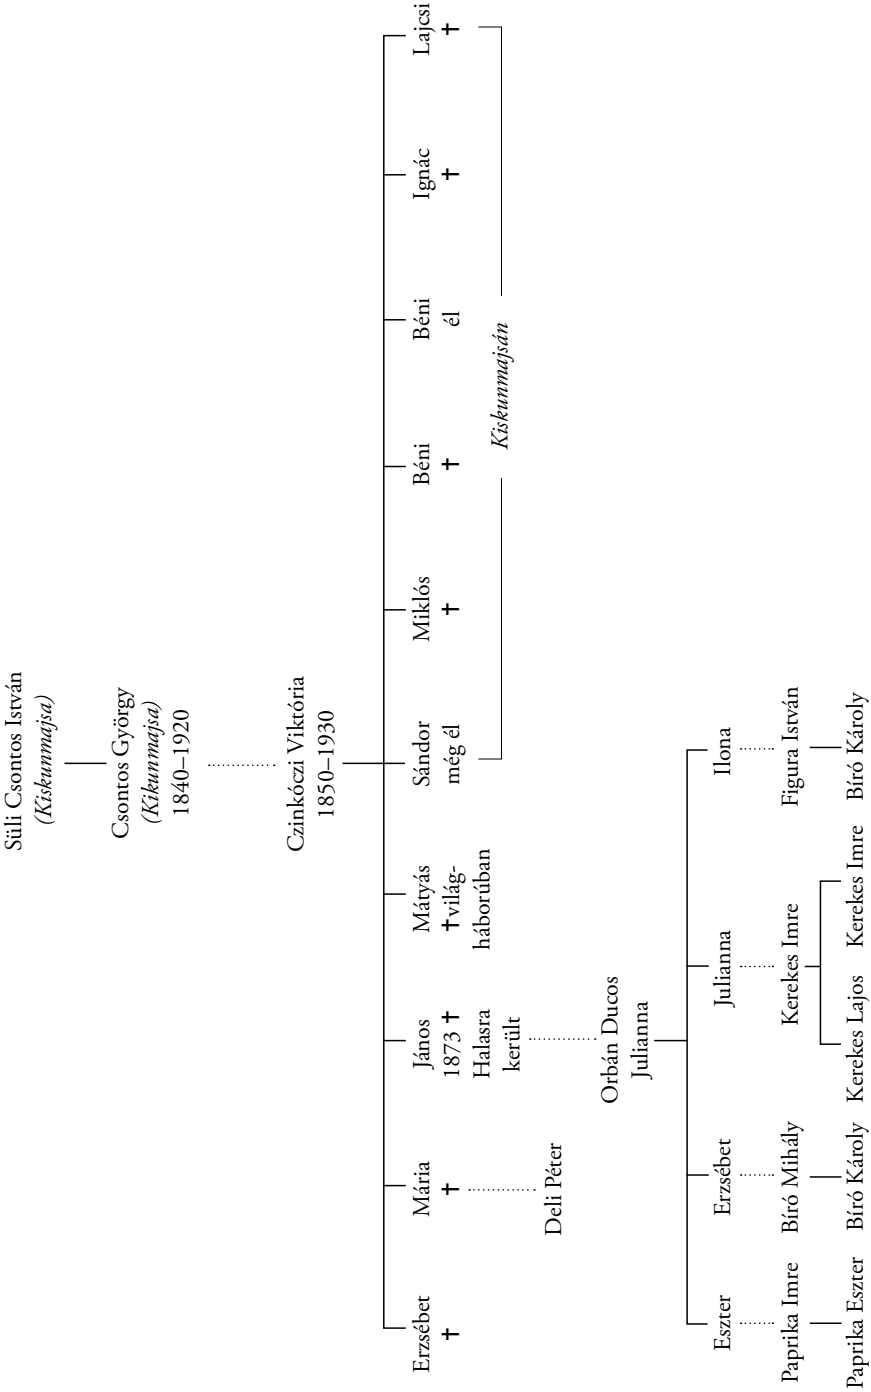 Süli Csontos István
(Kiskunmajsa)
Csontos György
(Kikunmajsa)
1840–1920
Czinkóczi Viktória
1850–1930
Erzsébet
†
Mária
†
Deli Péter
János
1873 †
Halasra
került
Mátyás
†világ-
háborúban
Sándor
még él
Miklós
†
Béni
†
Béni
él
Ignác
†
Lajcsi
†
Kiskunmajsán
Orbán Ducos
Julianna
Eszter
Paprika Imre
Paprika Eszter
Erzsébet
Bíró Mihály
Bíró Károly
Julianna
Kerekes Imre
Kerekes Lajos
Kerekes Imre
Ilona
Figura István
Bíró Károly